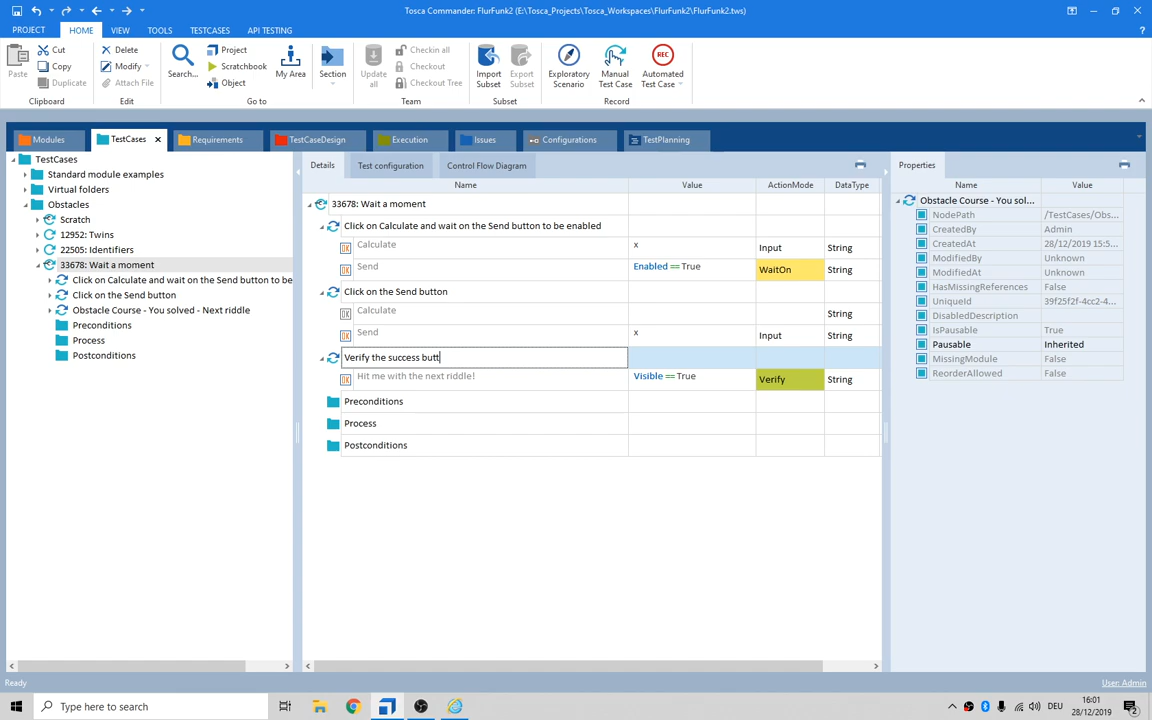 Tosca Commander: FlurFunk2 (E:\Tosca_Projects\Tosca_Workspaces\FlurFunk2\FlurFunk2.tws)
PROJECT HOME VIEW TOOLS TESTCASES API TESTING
Paste
Cut
Copy
Duplicate
Clipboard
Delete
Modify
Attach File
Edit
Search...
Project
Scratchbook
Object
My Area
Section
Go to
Update all
Checkin all
Checkout
Checkout Tree
Team
Import Subset
Export Subset
Subset
Exploratory Scenario
Manual Test Case
REC
Automated Test Case
Record
Modules TestCases Requirements TestCaseDesign Execution Issues Configurations TestPlanning
TestCases
Standard module examples
Virtual folders
Obstacles
Scratch
12952: Twins
22505: Identifiers
33678: Wait a moment
Click on Calculate and wait on the Send button to be
Click on the Send button
Obstacle Course - You solved - Next riddle
Preconditions
Process
Postconditions
Details Test configuration Control Flow Diagram
Name Value ActionMode DataType
33678: Wait a moment
Click on Calculate and wait on the Send button to be enabled
OK Calculate x Input String
OK Send Enabled == True WaitOn String
Click on the Send button
OK Calculate String
OK Send x Input String
Verify the success butt
OK Hit me with the next riddle! Visible == True Verify String
Preconditions
Process
Postconditions
Properties
Name Value
Obstacle Course - You sol...
NodePath /TestCases/Obs...
CreatedBy Admin
CreatedAt 28/12/2019 15:5...
ModifiedBy Unknown
ModifiedAt Unknown
HasMissingReferences False
UniqueId 39f25f2f-4cc2-4...
DisabledDescription
IsPausable True
Pausable Inherited
MissingModule False
ReorderAllowed False
Ready
User: Admin
Type here to search
DEU
16:01
28/12/2019
2